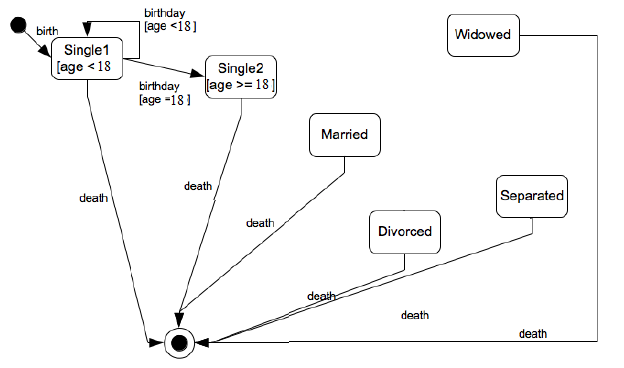 birthday
[age <18 ]
birth
Widowed
Single1
[age < 18
Single2
[age >= 18 ]
birthday
[age =18 ]
Married
death
death
Separated
death
Divorced
death
death
death